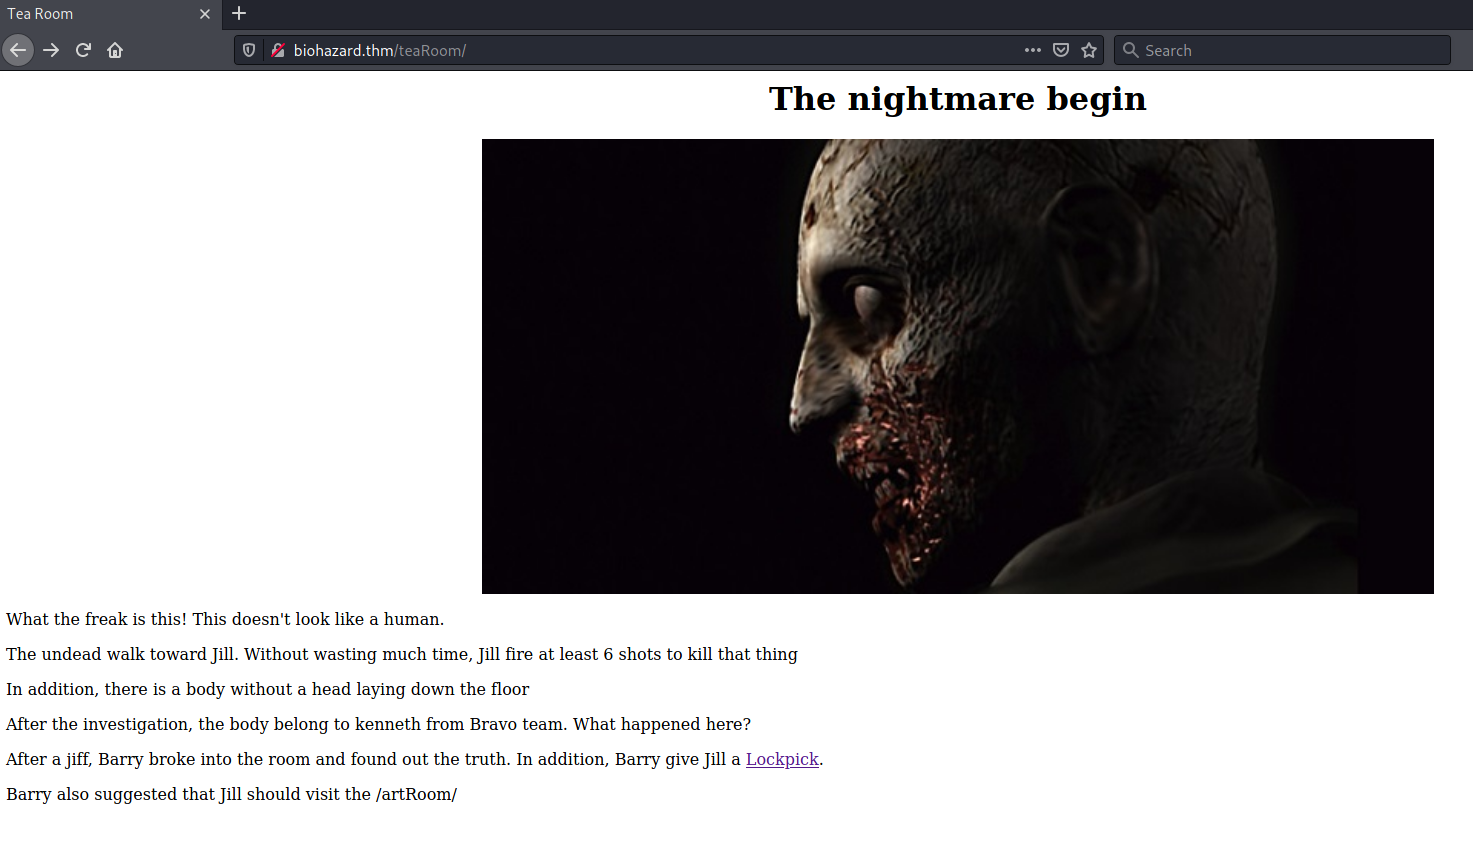 Tea Room
biohazard.thm/teaRoom/
Search
The nightmare begin
What the freak is this! This doesn't look like a human.
The undead walk toward Jill. Without wasting much time, Jill fire at least 6 shots to kill that thing
In addition, there is a body without a head laying down the floor
After the investigation, the body belong to kenneth from Bravo team. What happened here?
After a jiff, Barry broke into the room and found out the truth. In addition, Barry give Jill a Lockpick.
Barry also suggested that Jill should visit the /artRoom/